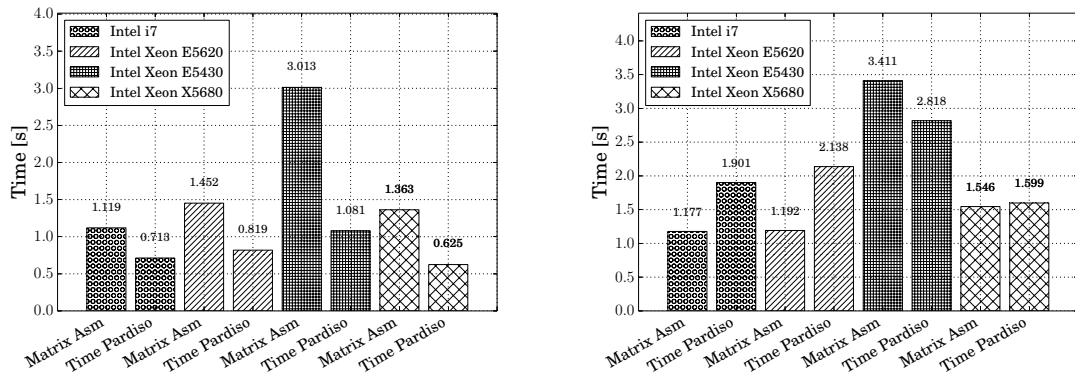 4.0
3.5
3.0
2.5
2.0
1.5
1.0
0.5
0.0
Time [s]
Intel i7
Intel Xeon E5620
Intel Xeon E5430
Intel Xeon X5680
1.119
0.713
1.452
0.819
3.013
1.081
1.363
0.625
Matrix Asm
Time Pardiso
Matrix Asm
Time Pardiso
Matrix Asm
Time Pardiso
Matrix Asm
Time Pardiso
4.0
3.5
3.0
2.5
2.0
1.5
1.0
0.5
0.0
Time [s]
Intel i7
Intel Xeon E5620
Intel Xeon E5430
Intel Xeon X5680
1.177
1.901
1.192
2.138
3.411
2.818
1.546
1.599
Matrix Asm
Time Pardiso
Matrix Asm
Time Pardiso
Matrix Asm
Time Pardiso
Matrix Asm
Time Pardiso